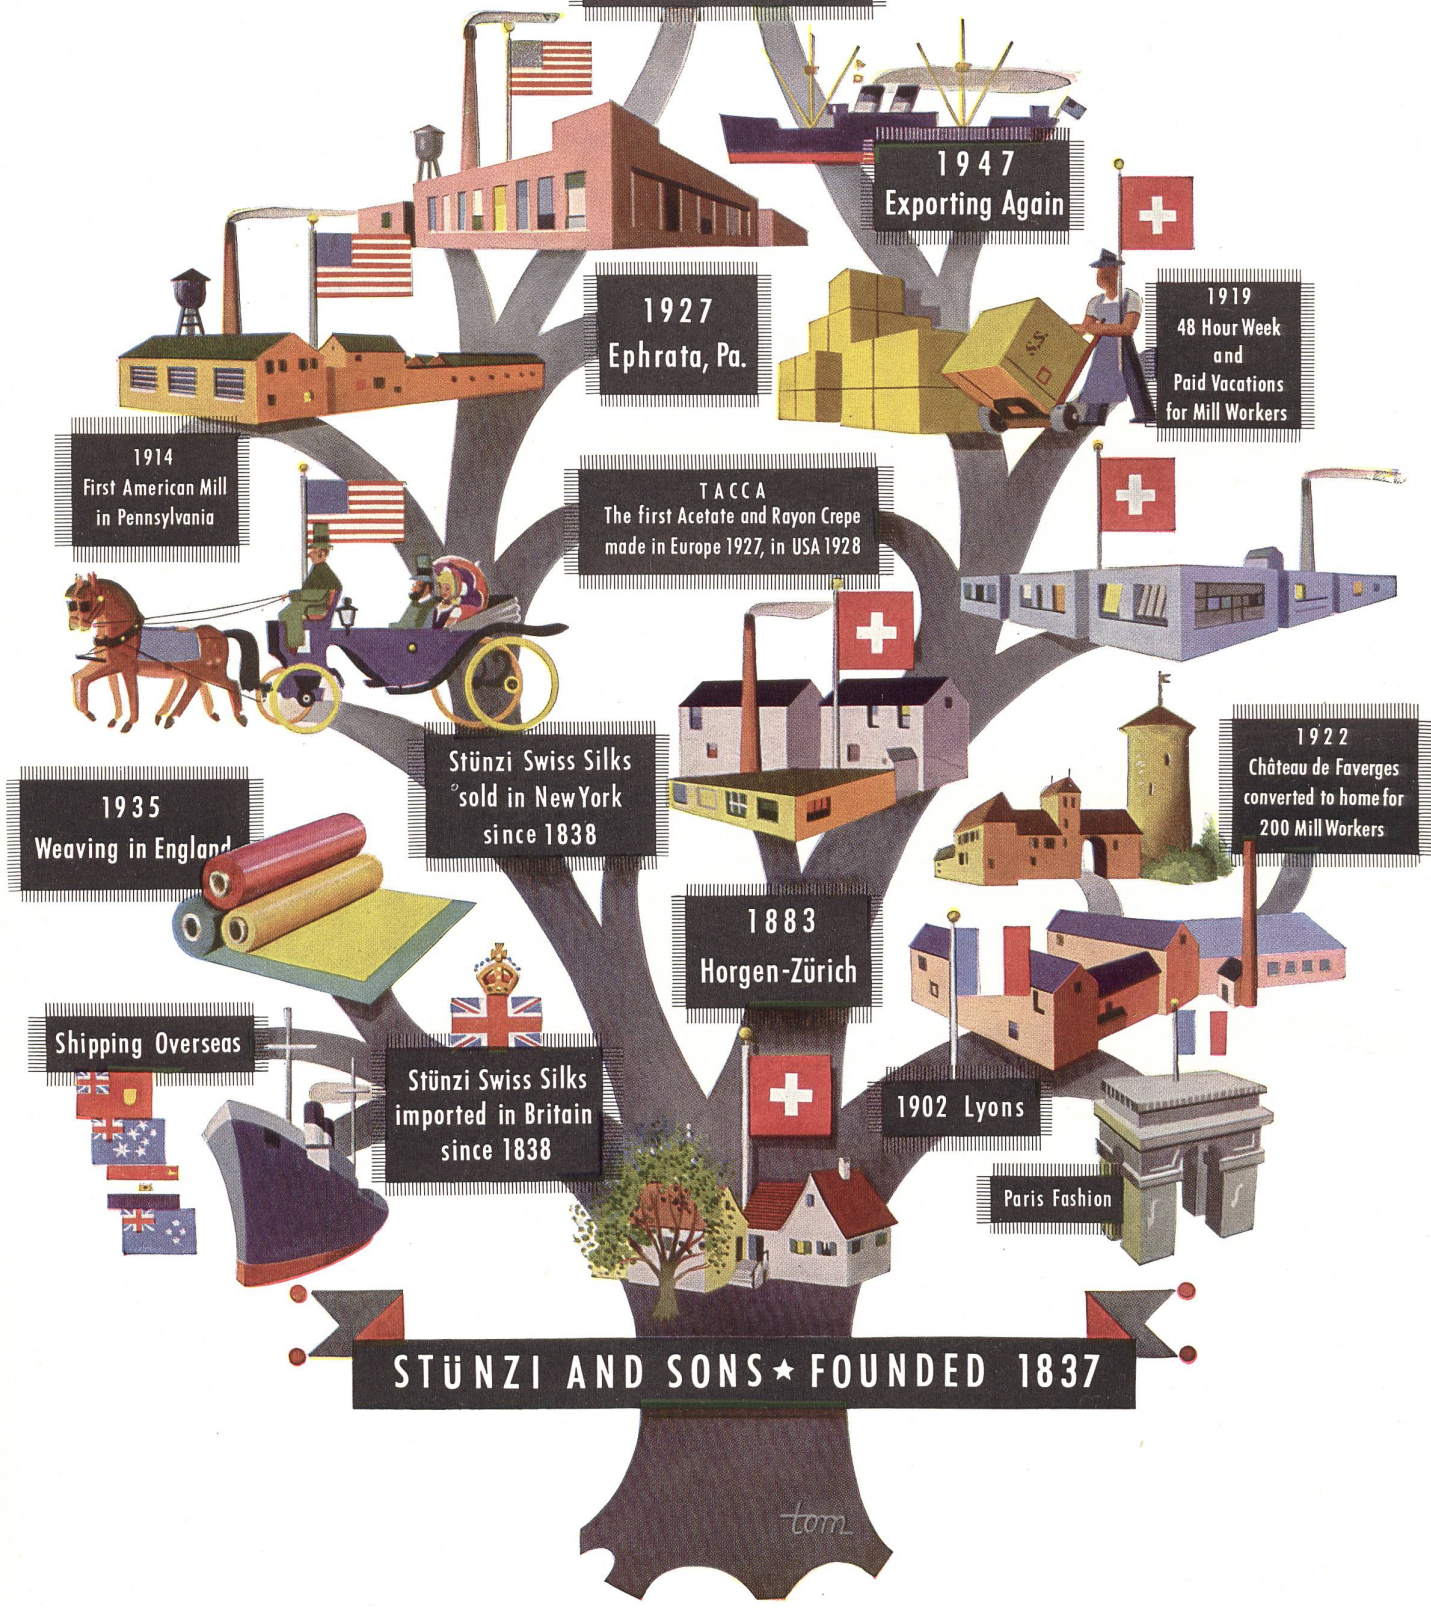 1947
Exporting Again
1927
Ephrata, Pa.
1919
48 Hour Week
and
Paid Vacations
for Mill Workers
S.S.
1914
First American Mill
in Pennsylvania
TACCA
The first Acetate and Rayon Crepe
made in Europe 1927, in USA 1928
Stünzi Swiss Silks
sold in New York
since 1838
1922
Château de Faverges
converted to home for
200 Mill Workers
1935
Weaving in England
1883
Horgen-Zürich
Shipping Overseas
Stünzi Swiss Silks
imported in Britain
since 1838
1902 Lyons
Paris Fashion
STÜNZI AND SONS ★ FOUNDED 1837
tom